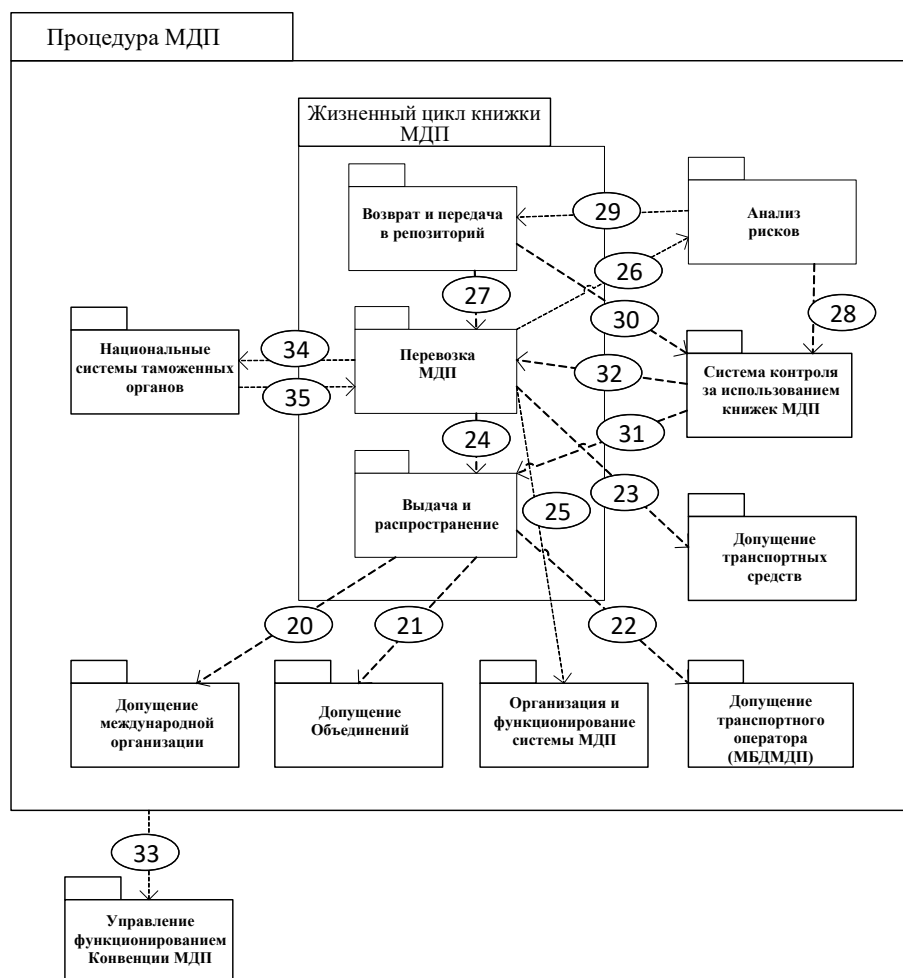 Процедура МДП
Жизненный цикл книжки
МДП
Возврат и передача
в репозиторий
29
Анализ
рисков
26
27
30
28
Национальные
системы таможенных
органов
34
35
Перевозка
МДП
32
Система контроля
за использованием
книжек МДП
24
31
23
Выдача и
распространение
25
Допущение
транспортных
средств
20
21
22
Допущение
международной
организации
Допущение
Объединений
Организация и
функционирование
системы МДП
Допущение
транспортного
оператора
(МБДМДП)
33
Управление
функционированием
Конвенции МДП